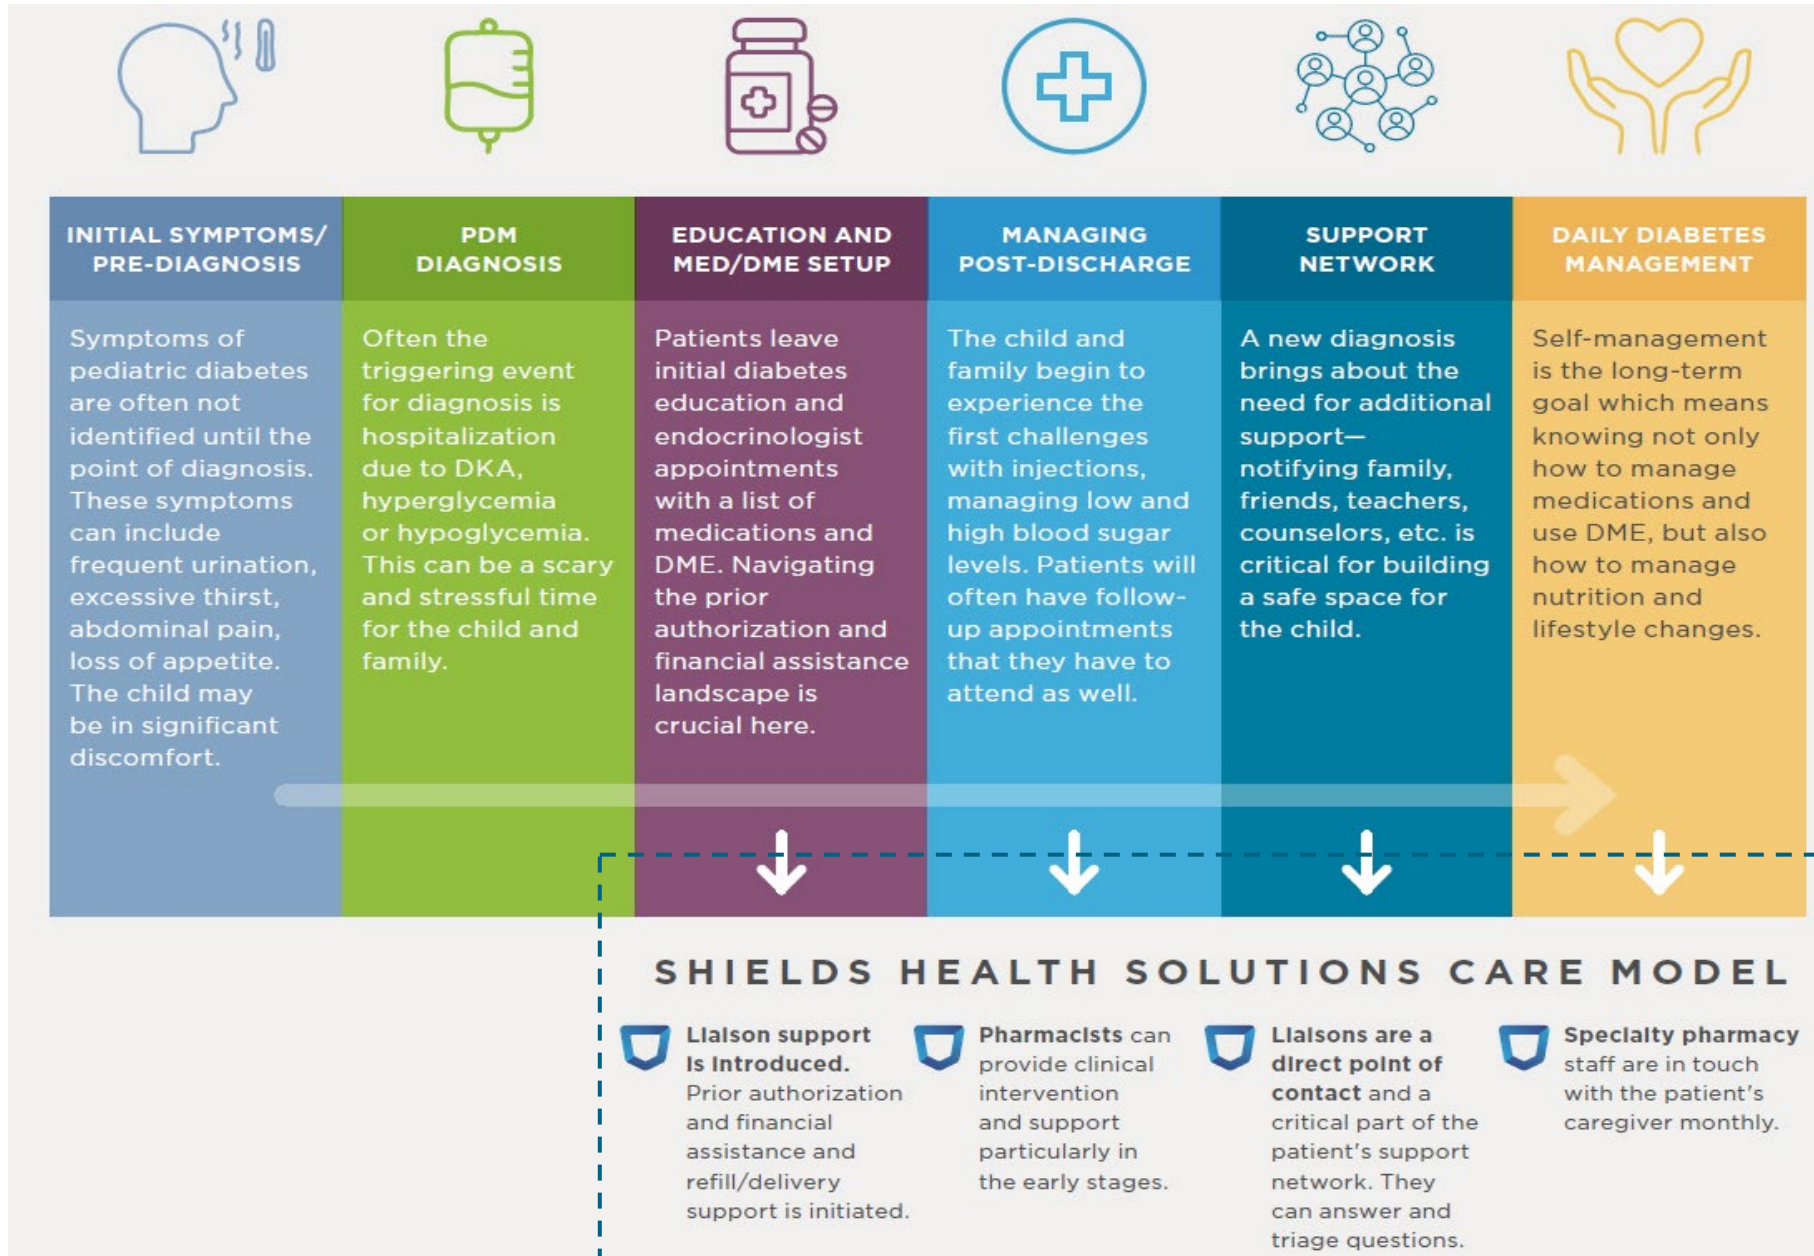 INITIAL SYMPTOMS/
PRE-DIAGNOSIS
Symptoms of
pediatric diabetes
are often not
identified until the
point of diagnosis.
These symptoms
can include
frequent urination,
excessive thirst,
abdominal pain,
loss of appetite.
The child may
be in significant
discomfort.
PDM
DIAGNOSIS
Often the
triggering event
for diagnosis is
hospitalization
due to DKA,
hyperglycemia
or hypoglycemia.
This can be a scary
and stressful time
for the child and
family.
EDUCATION AND
MED/DME SETUP
Patients leave
initial diabetes
education and
endocrinologist
appointments
with a list of
medications and
DME. Navigating
the prior
authorization and
financial assistance
landscape is
crucial here.
MANAGING
POST-DISCHARGE
The child and
family begin to
experience the
first challenges
with injections,
managing low and
high blood sugar
levels. Patients will
often have follow-
up appointments
that they have to
attend as well.
SUPPORT
NETWORK
A new diagnosis
brings about the
need for additional
support—
notifying family,
friends, teachers,
counselors, etc. is
critical for building
a safe space for
the child.
DAILY DIABETES
MANAGEMENT
Self-management
is the long-term
goal which means
knowing not only
how to manage
medications and
use DME, but also
how to manage
nutrition and
lifestyle changes.
SHIELDS HEALTH SOLUTIONS CARE MODEL
Liaison support
is introduced.
Prior authorization
and financial
assistance and
refill/delivery
support is initiated.
Pharmacists can
provide clinical
intervention
and support
particularly in
the early stages.
Liaisons are a
direct point of
contact and a
critical part of the
patient's support
network. They
can answer and
triage questions.
Specialty pharmacy
staff are in touch
with the patient's
caregiver monthly.